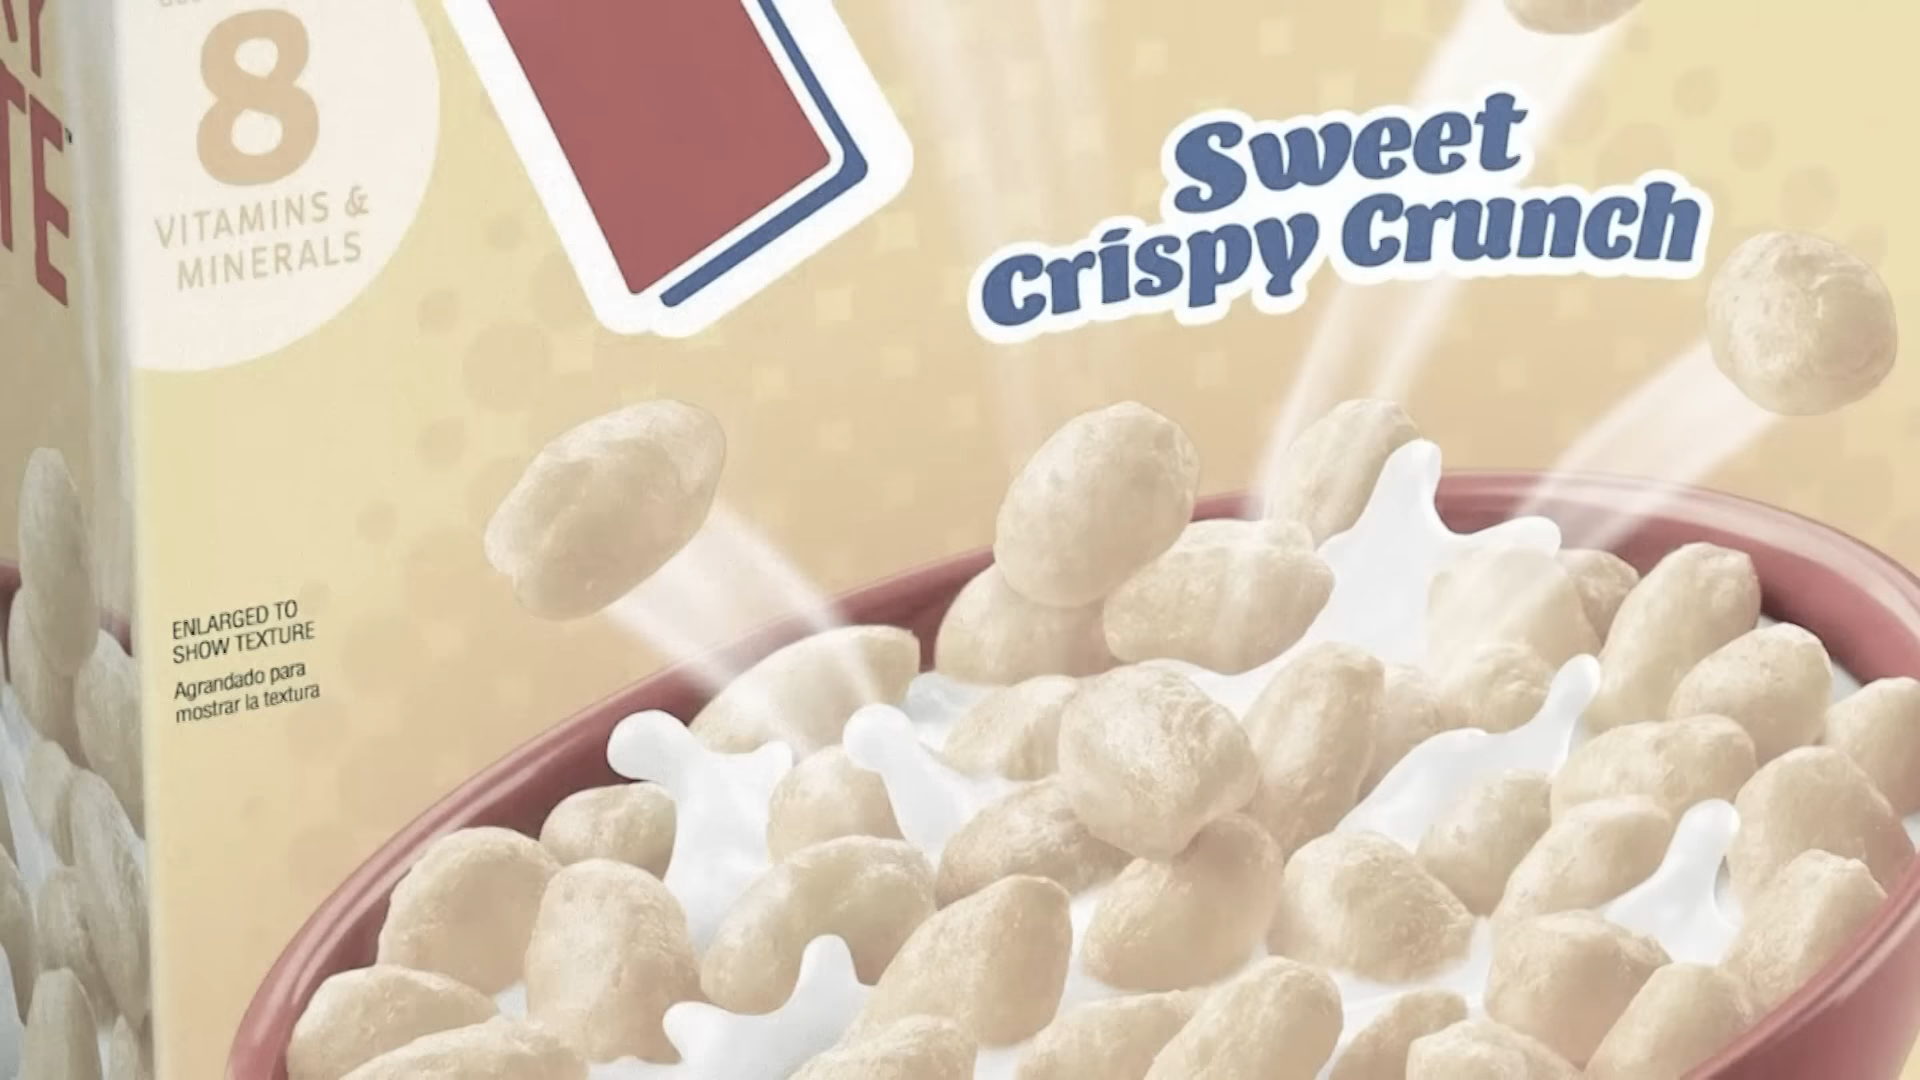 8
VITAMINS &
MINERALS
Sweet
Crispy Crunch
ENLARGED TO
SHOW TEXTURE
Agrandado para
mostrar la textura